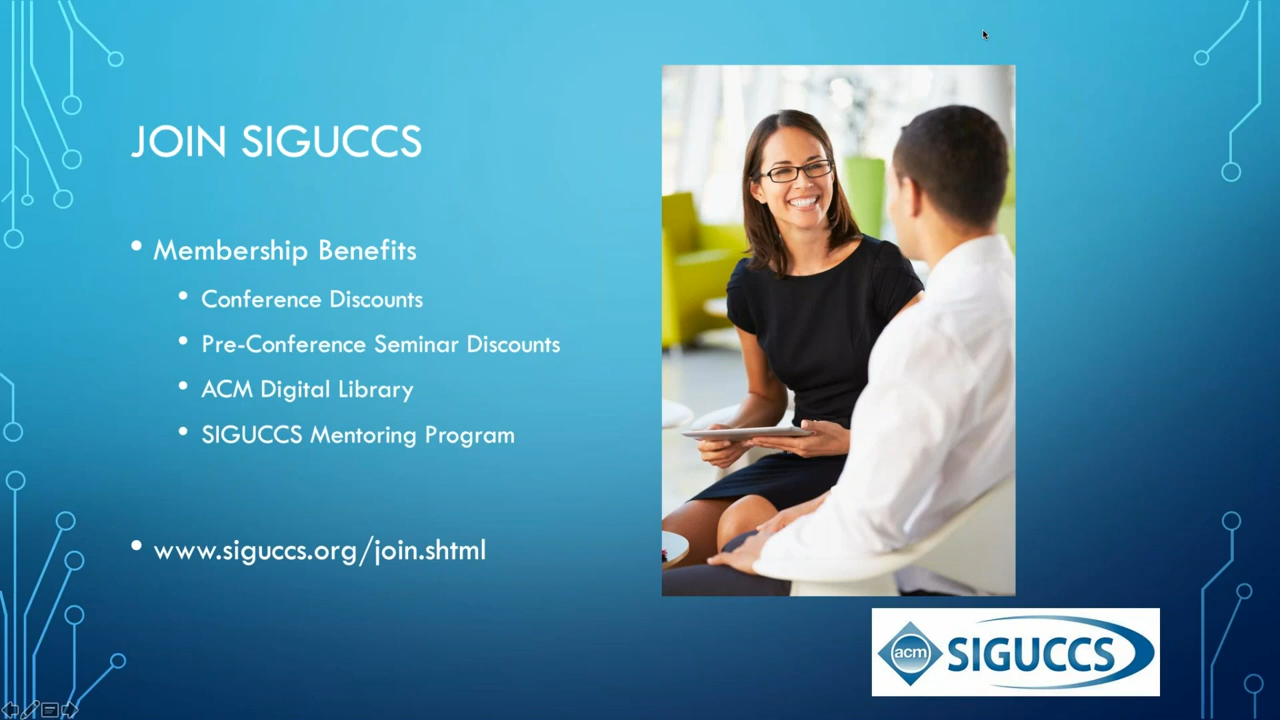 JOIN SIGUCCS
• Membership Benefits
• Conference Discounts
• Pre-Conference Seminar Discounts
• ACM Digital Library
• SIGUCCS Mentoring Program
• www.siguccs.org/join.shtml
acm SIGUCCS